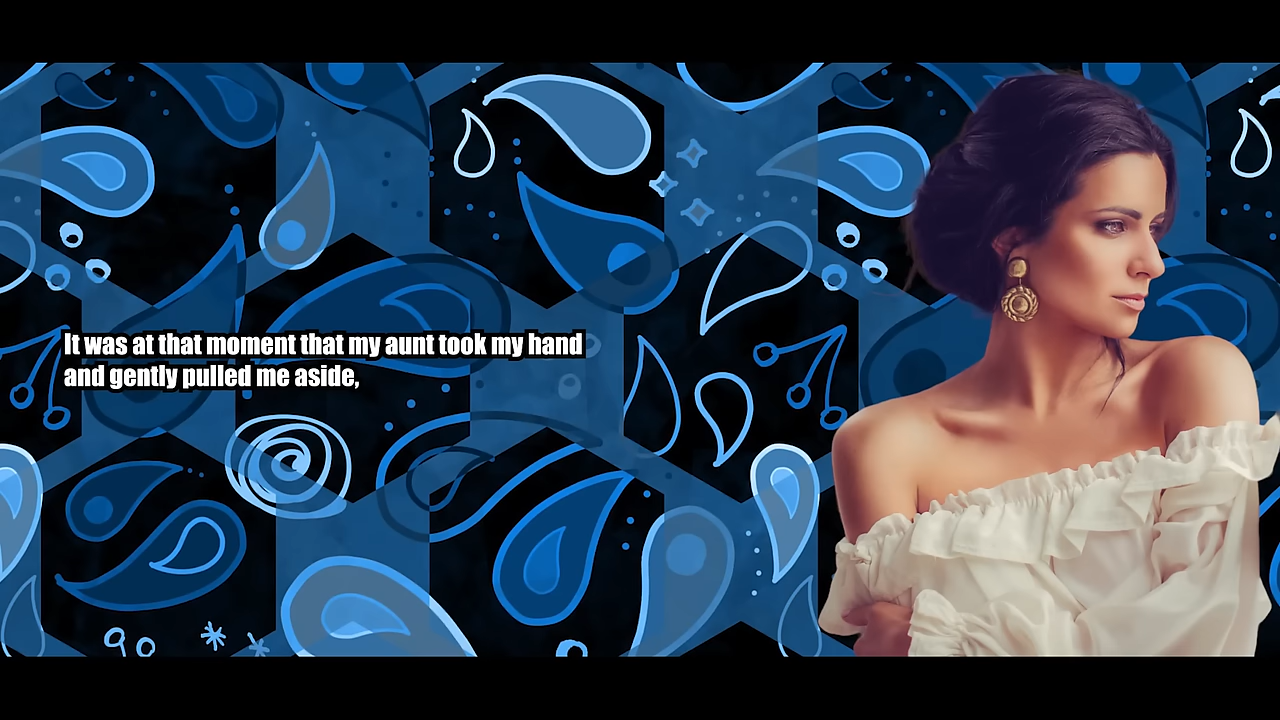 It was at that moment that my aunt took my hand
and gently pulled me aside,